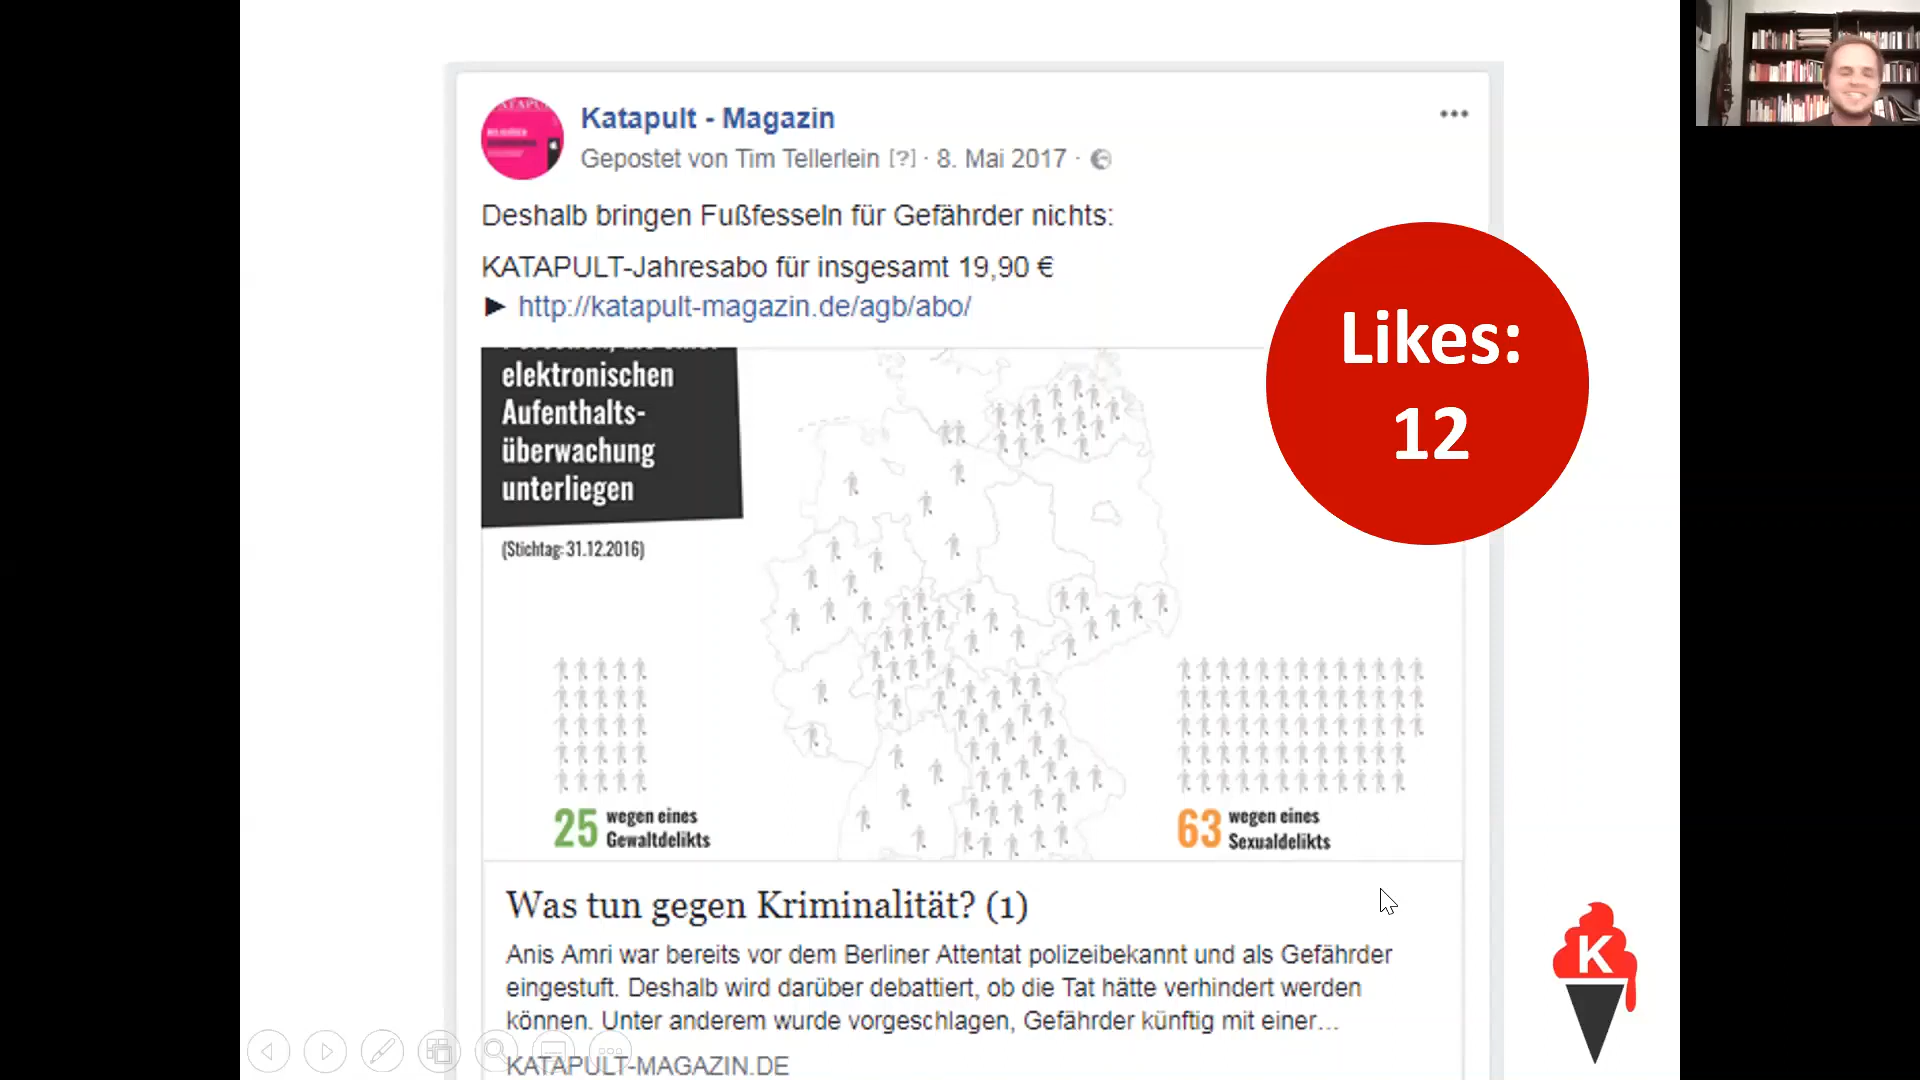 Katapult - Magazin
Gepostet von Tim Tellerlein [?] · 8. Mai 2017 ·
Deshalb bringen Fußfesseln für Gefährder nichts:
KATAPULT-Jahresabo für insgesamt 19,90 €
► http://katapult-magazin.de/agb/abo/
Likes:
12
elektronischen
Aufenthalts-
überwachung
unterliegen
(Stichtag: 31.12.2016)
25 wegen eines
Gewaltdelikts
63 wegen eines
Sexualdelikts
Was tun gegen Kriminalität? (1)
Anis Amri war bereits vor dem Berliner Attentat polizeibekannt und als Gefährder
eingestuft. Deshalb wird darüber debattiert, ob die Tat hätte verhindert werden
können. Unter anderem wurde vorgeschlagen, Gefährder künftig mit einer...
KATAPULT-MAGAZIN.DE
K